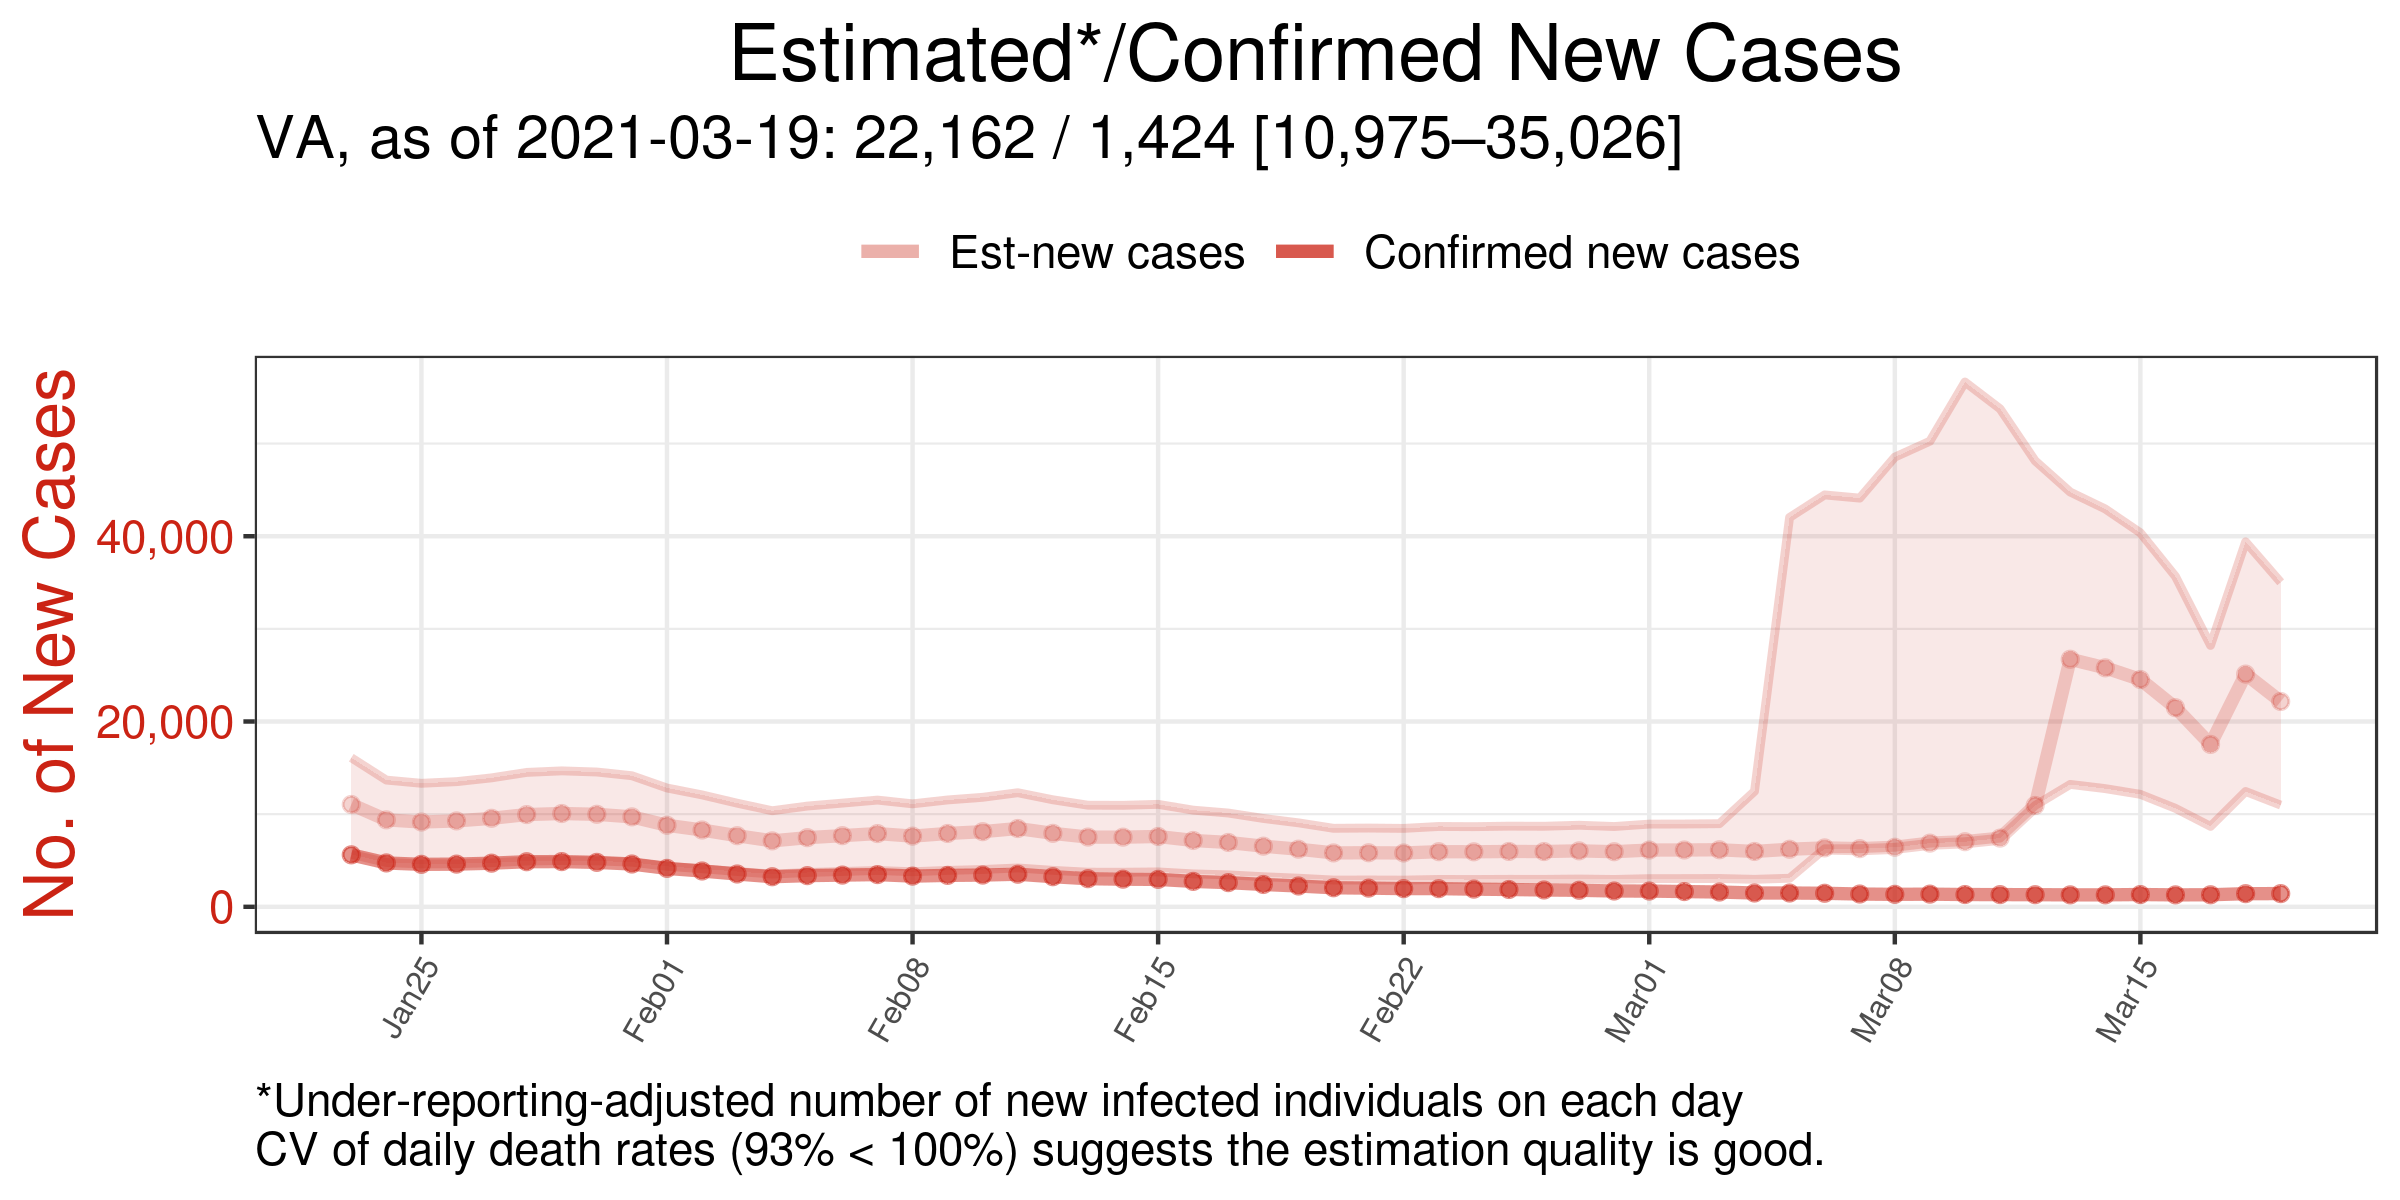 Estimated*/Confirmed New Cases
VA, as of 2021-03-19: 22,162 / 1,424 [10,975–35,026]
Est-new cases Confirmed new cases
No. of New Cases
40,000
20,000
0
Jan25 Feb01 Feb08 Feb15 Feb22 Mar01 Mar08 Mar15
*Under-reporting-adjusted number of new infected individuals on each day
CV of daily death rates (93% < 100%) suggests the estimation quality is good.